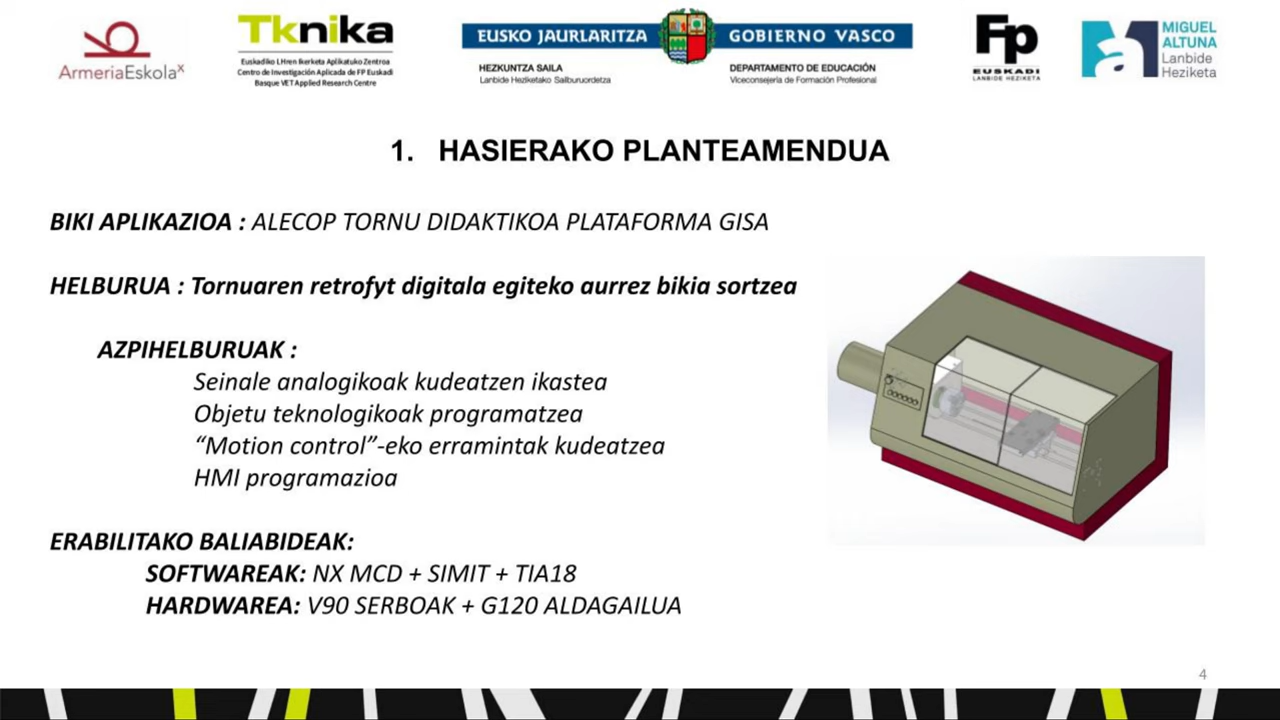 ArmeriaEskola^x
Tknika
Euskadiko LHren Ikerketa Aplikatuko Zentroa
Centro de Investigación Aplicada de FP Euskadi
Basque VET Applied Research Centre
EUSKO JAURLARITZA
GOBIERNO VASCO
HEZKUNTZA SAILA
Lanbide Heziketako Sailburuordetza
DEPARTAMENTO DE EDUCACIÓN
Viceconsejería de Formación Profesional
Fp
EUSKADI
LANBIDE HEZIKETA
MIGUEL
ALTUNA
Lanbide
Heziketa
1. HASIERAKO PLANTEAMENDUA
BIKI APLIKAZIOA : ALECOP TORNU DIDAKTIKOA PLATAFORMA GISA
HELBURUA : Tornuaren retrofyt digitala egiteko aurrez bikia sortzea
AZPIHELBURUAK :
Seinale analogikoak kudeatzen ikastea
Objetu teknologikoak programatzea
“Motion control”-eko erramintak kudeatzea
HMI programazioa
ERABILITAKO BALIABIDEAK:
SOFTWAREAK: NX MCD + SIMIT + TIA18
HARDWAREA: V90 SERBOAK + G120 ALDAGAILUA
4